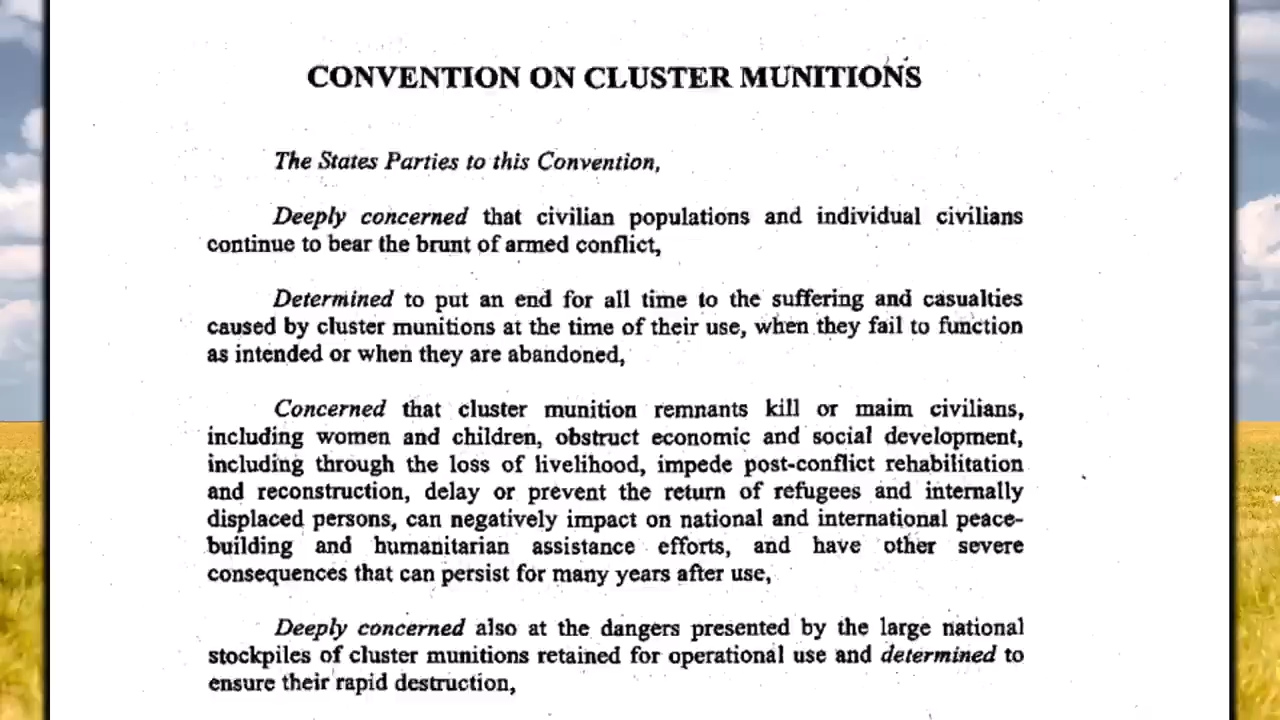 CONVENTION ON CLUSTER MUNITIONS
The States Parties to this Convention,
Deeply concerned that civilian populations and individual civilians
continue to bear the brunt of armed conflict,
Determined to put an end for all time to the suffering and casualties
caused by cluster munitions at the time of their use, when they fail to function
as intended or when they are abandoned,
Concerned that cluster munition remnants kill or maim civilians,
including women and children, obstruct economic and social development,
including through the loss of livelihood, impede post-conflict rehabilitation
and reconstruction, delay or prevent the return of refugees and internally
displaced persons, can negatively impact on national and international peace-
building and humanitarian assistance efforts, and have other severe
consequences that can persist for many years after use,
Deeply concerned also at the dangers presented by the large national
stockpiles of cluster munitions retained for operational use and determined to
ensure their rapid destruction,